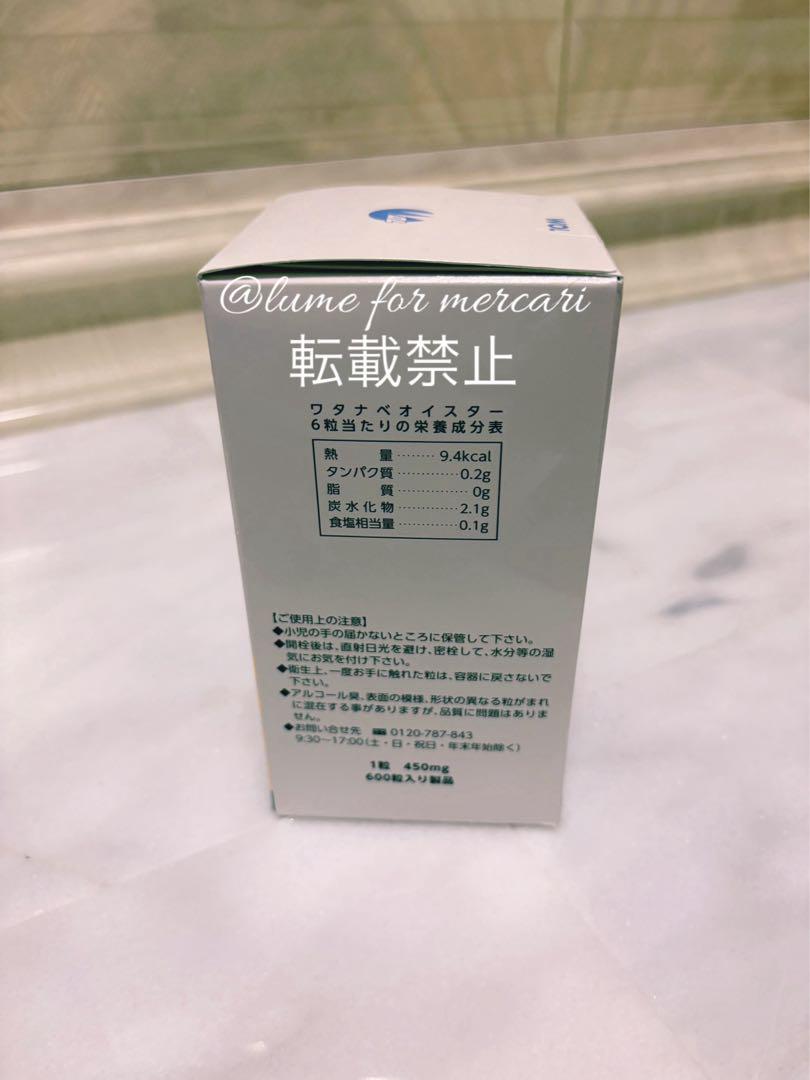 @lume for mercari
転載禁止
ワタナベオイスター
6粒当たりの栄養成分表
熱量………9.4kcal
タンパク質…………0.2g
脂質……………0g
炭水化物…………2.1g
食塩相当量…………0.1g
【ご使用上の注意】
◆小児の手の届かないところに保管して下さい。
◆開栓後は、直射日光を避け、密栓して、水分等の湿
気にお気を付け下さい。
◆衛生上、一度お手に触れた粒は、容器に戻さないで
下さい。
◆アルコール臭、表面の模様、形状の異なる粒がまれ
に混在する事がありますが、品質に問題はありま
せん。
◆お問い合せ先 0120-787-843
9:30〜17:00(土・日・祝日・年末年始除く)
1粒 450mg
600粒入り製品